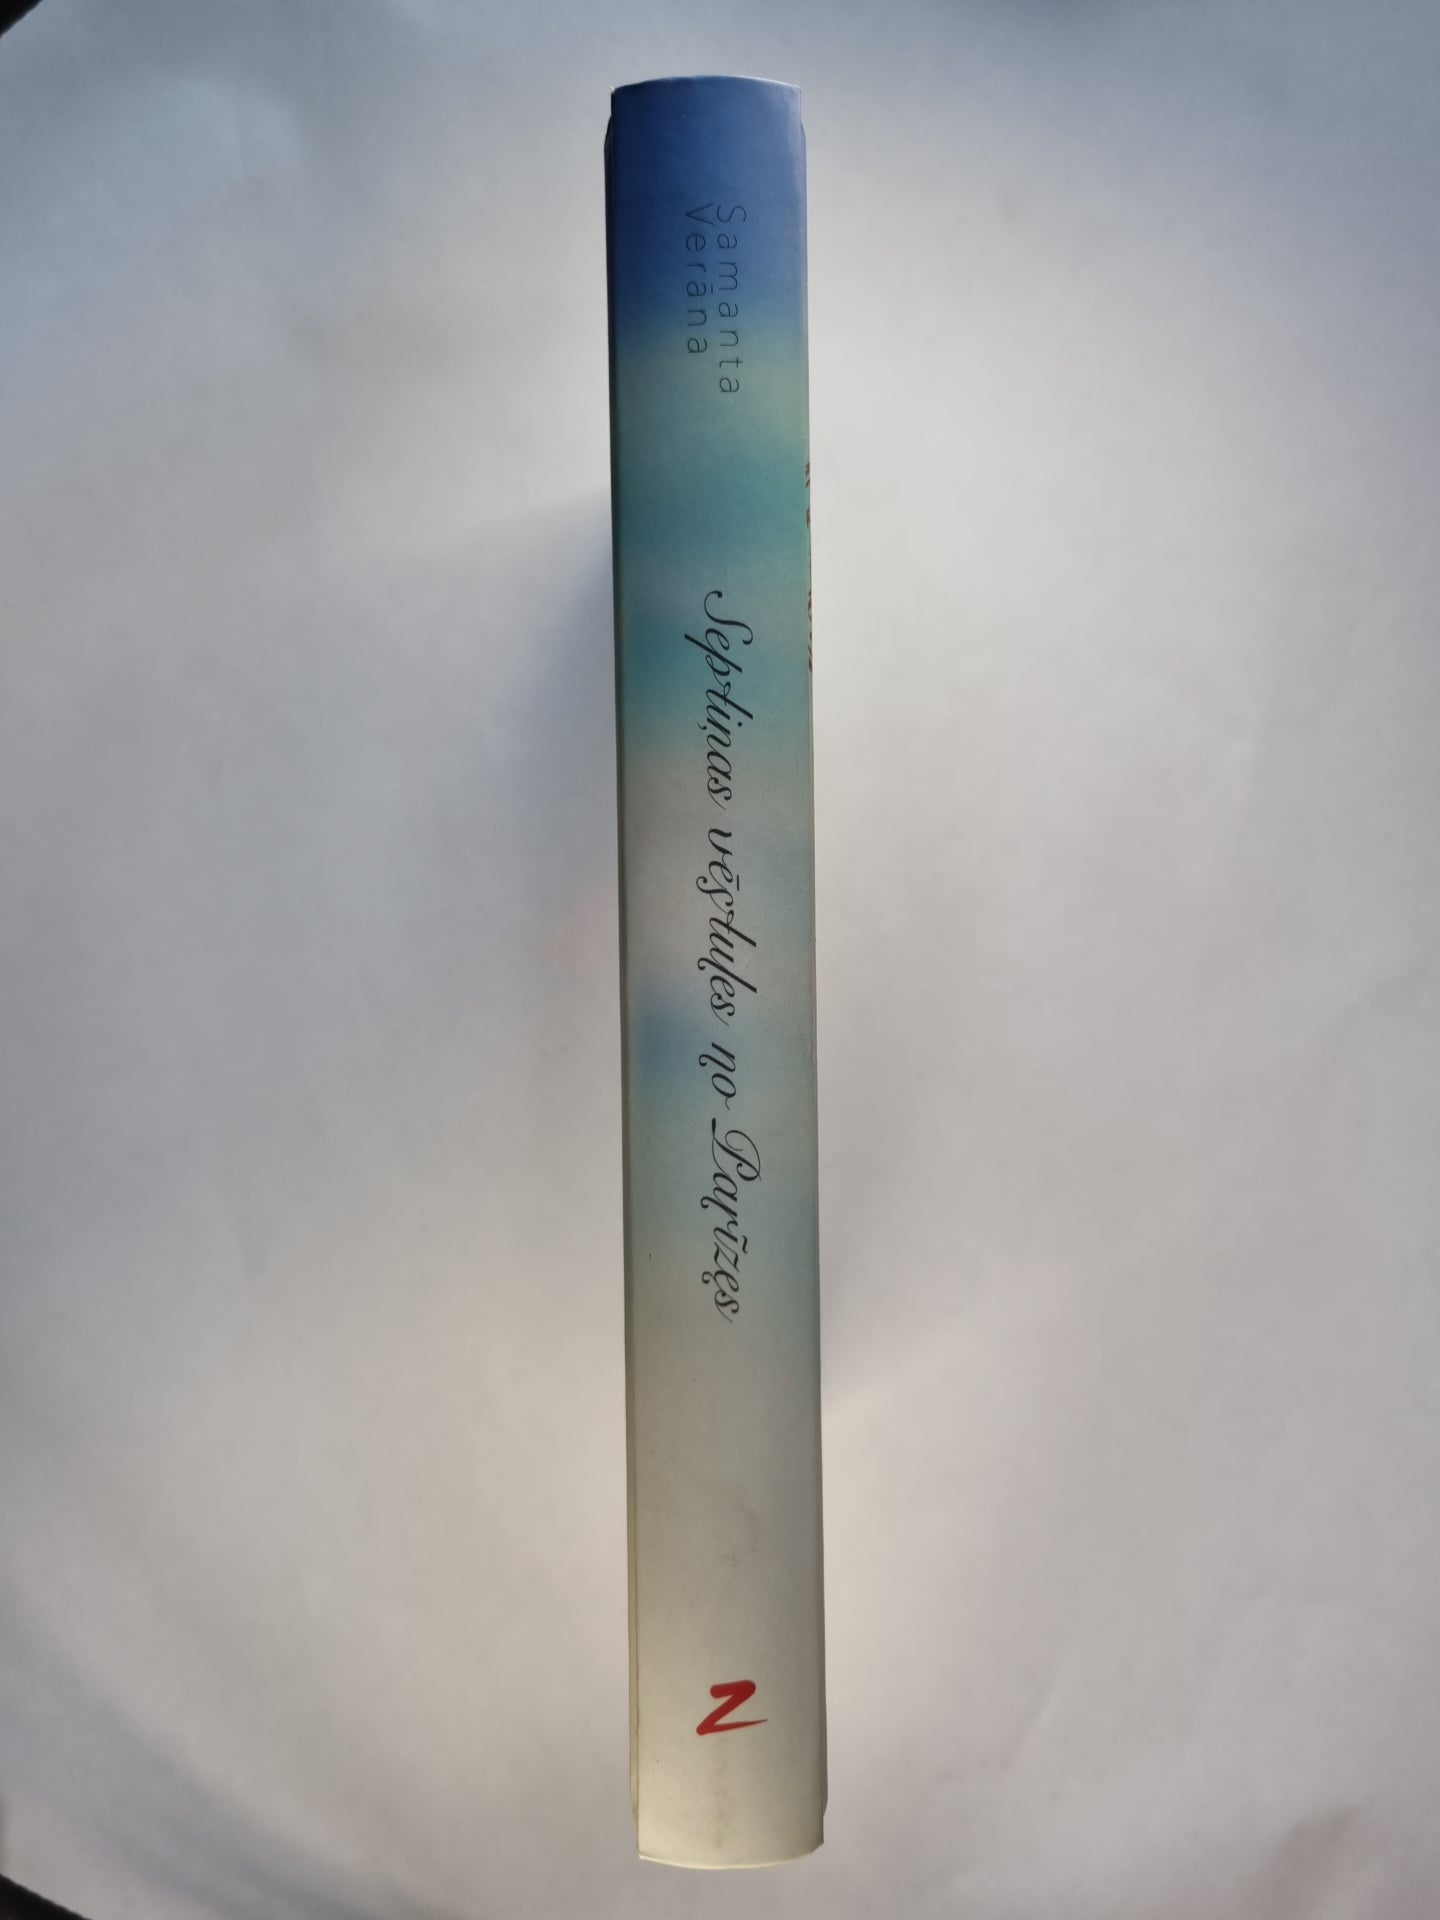 Samanta
Verāna
Septiņas vēstules no Parīzes
N